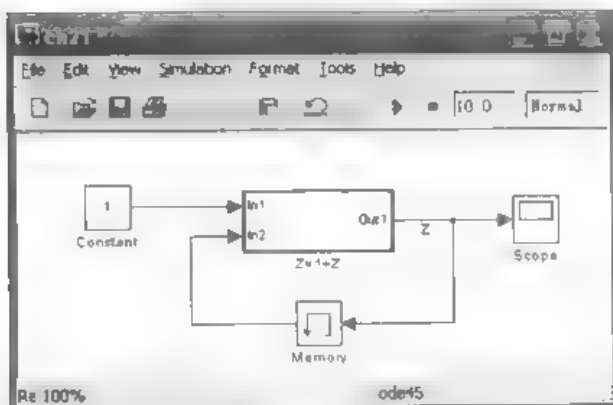 File Edit View Simulation Format Tools Help
10.0 Normal
1
Constant
In1
In2
Out1
Z=1+Z
Z
Scope
Memory
100%
ode45